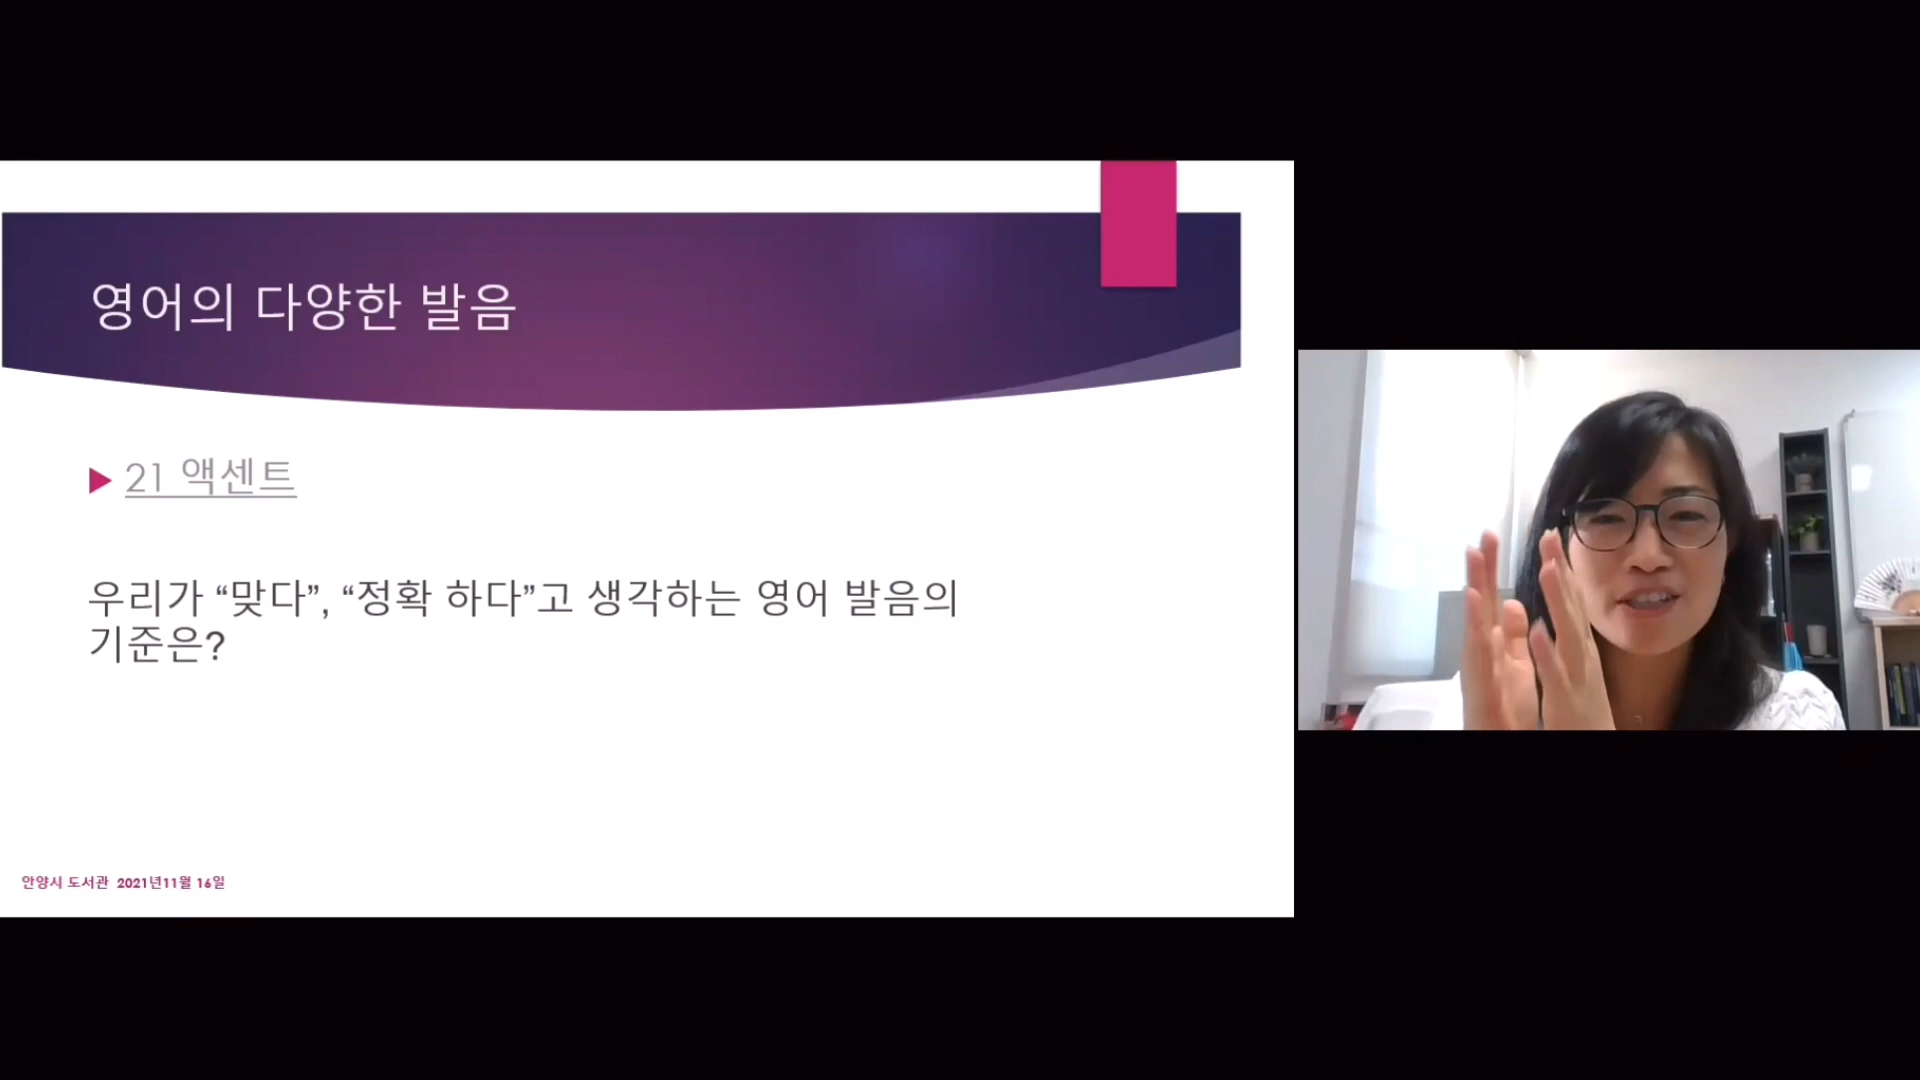 영어의 다양한 발음
21 액센트
우리가 “맞다”, “정확 하다”고 생각하는 영어 발음의
기준은?
안양시 도서관 2021년11월 16일